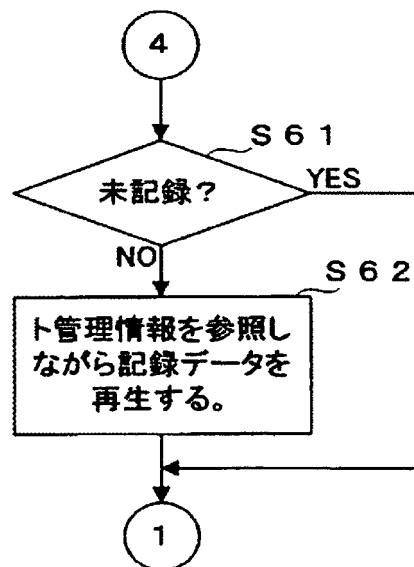 4
S61
未記録?
YES
NO
S62
ト管理情報を参照し
ながら記録データを
再生する。
1